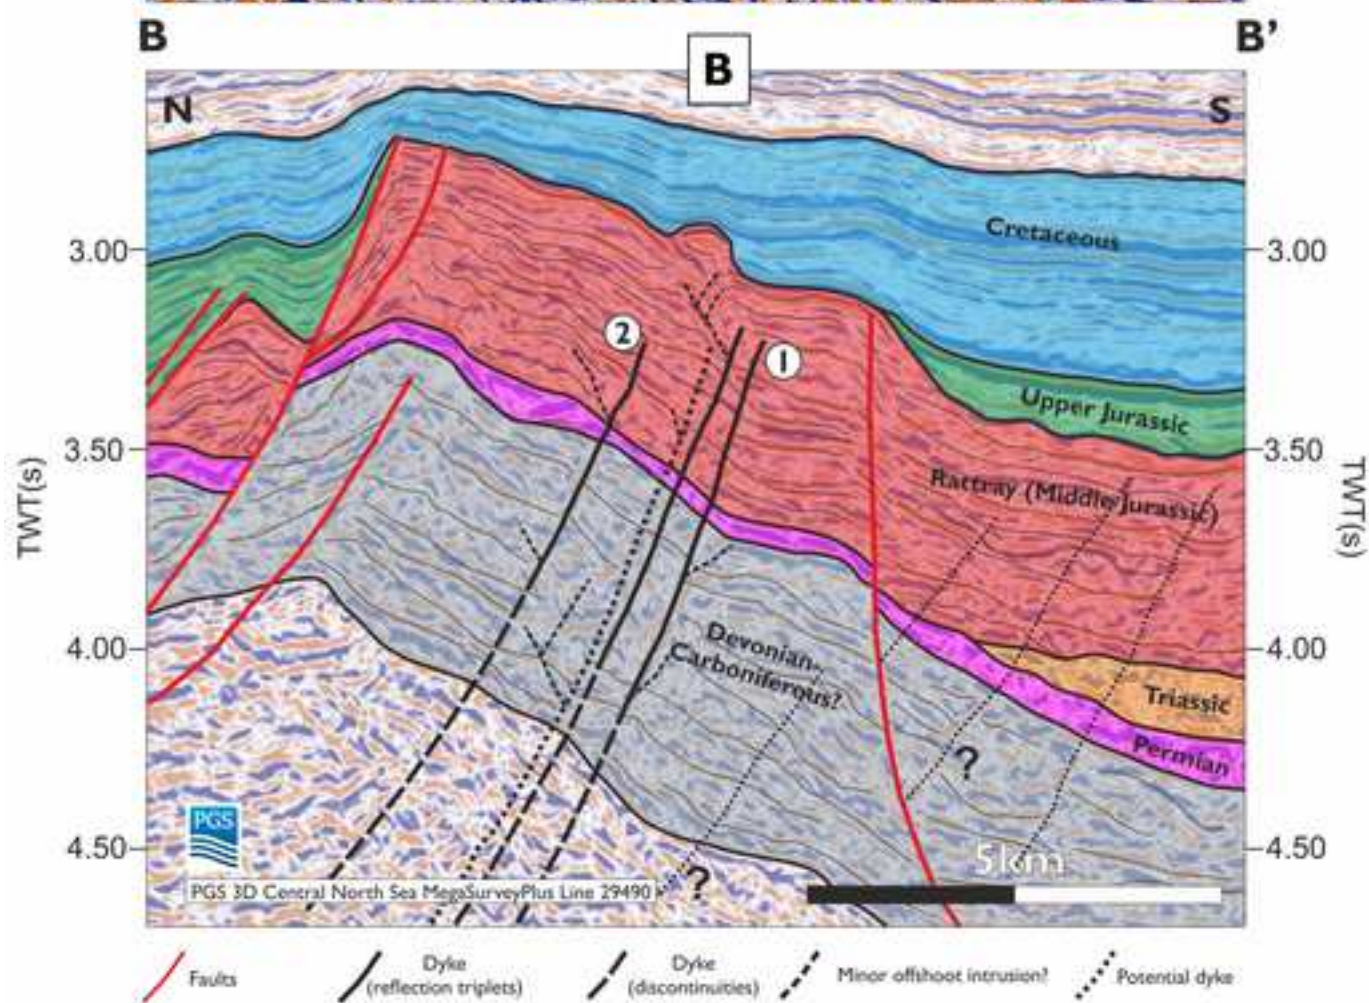 B
B'
B
N
S
3.00
3.00
Cretaceous
2
1
Upper Jurassic
3.50
3.50
Rattray (Middle Jurassic)
TWT(s)
TWT(s)
Devonian-
Carboniferous?
4.00
4.00
Triassic
Permian
?
PGS
4.50
4.50
5km
?
PGS 3D Central North Sea MegaSurveyPlus Line 29490
Faults
Dyke
(reflection triplets)
Dyke
(discontinuities)
Minor offshoot intrusion?
Potential dyke